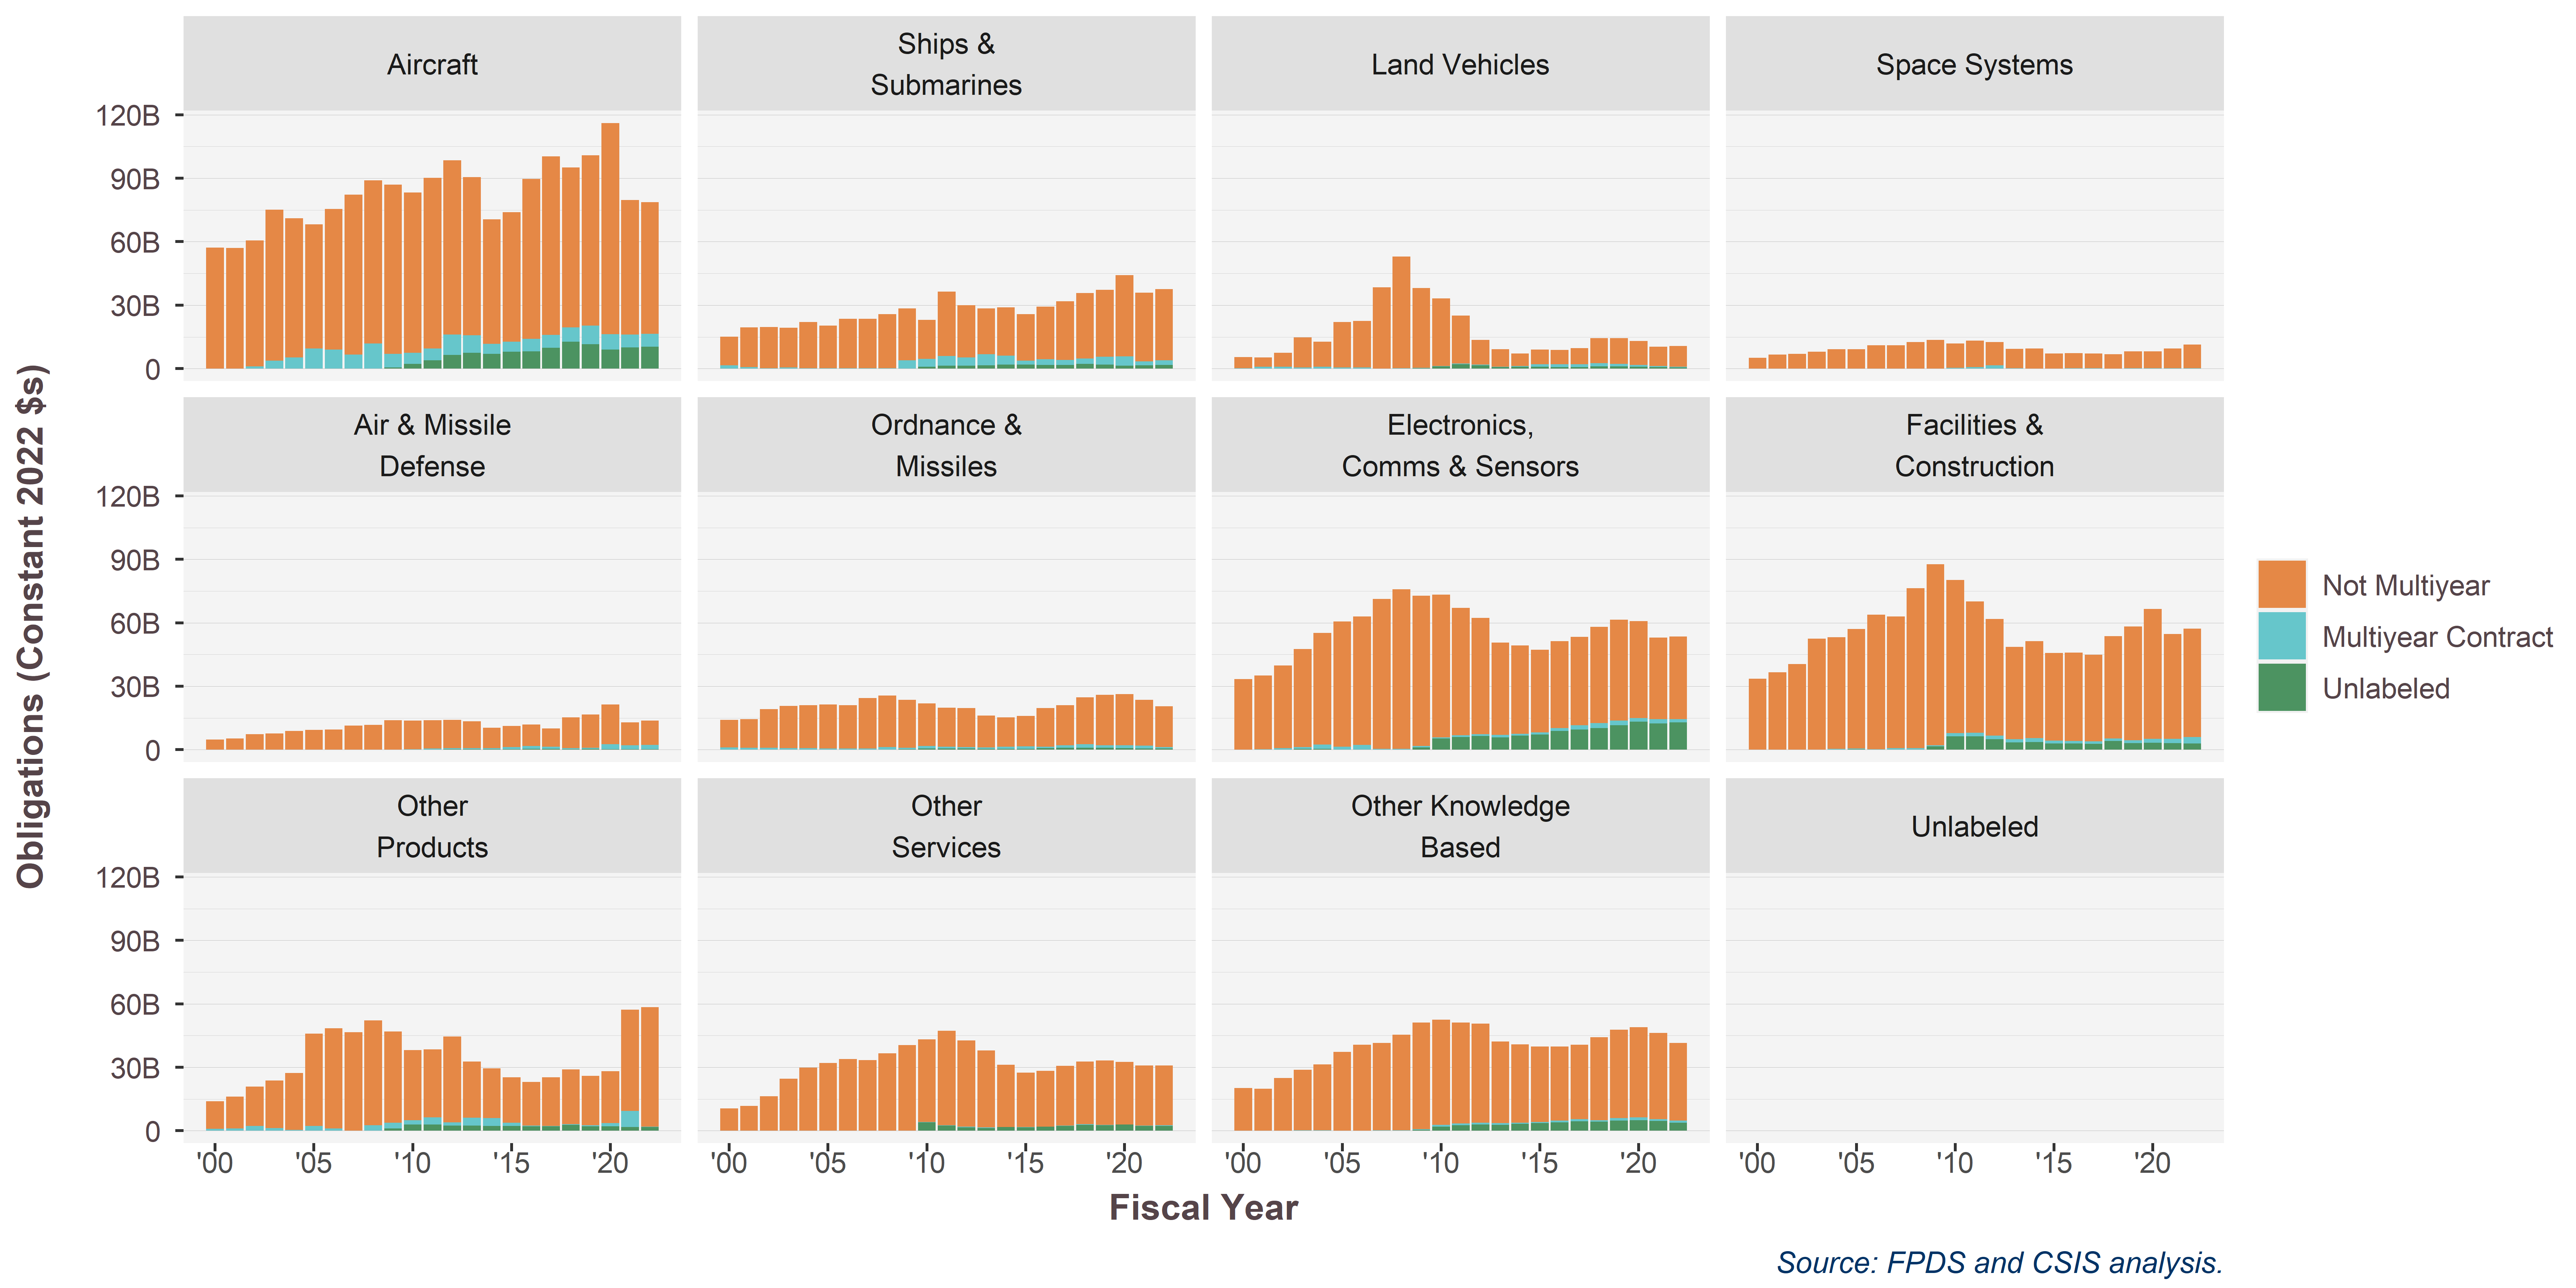 Aircraft
Ships &
Submarines
Land Vehicles
Space Systems
120B
90B
60B
30B
0
Air & Missile
Defense
Ordnance &
Missiles
Electronics,
Comms & Sensors
Facilities &
Construction
120B
90B
60B
30B
0
Other
Products
Other
Services
Other Knowledge
Based
Unlabeled
120B
90B
60B
30B
0
'00 '05 '10 '15 '20
'00 '05 '10 '15 '20
'00 '05 '10 '15 '20
'00 '05 '10 '15 '20
Obligations (Constant 2022 $s)
Fiscal Year
Not Multiyear
Multiyear Contract
Unlabeled
Source: FPDS and CSIS analysis.